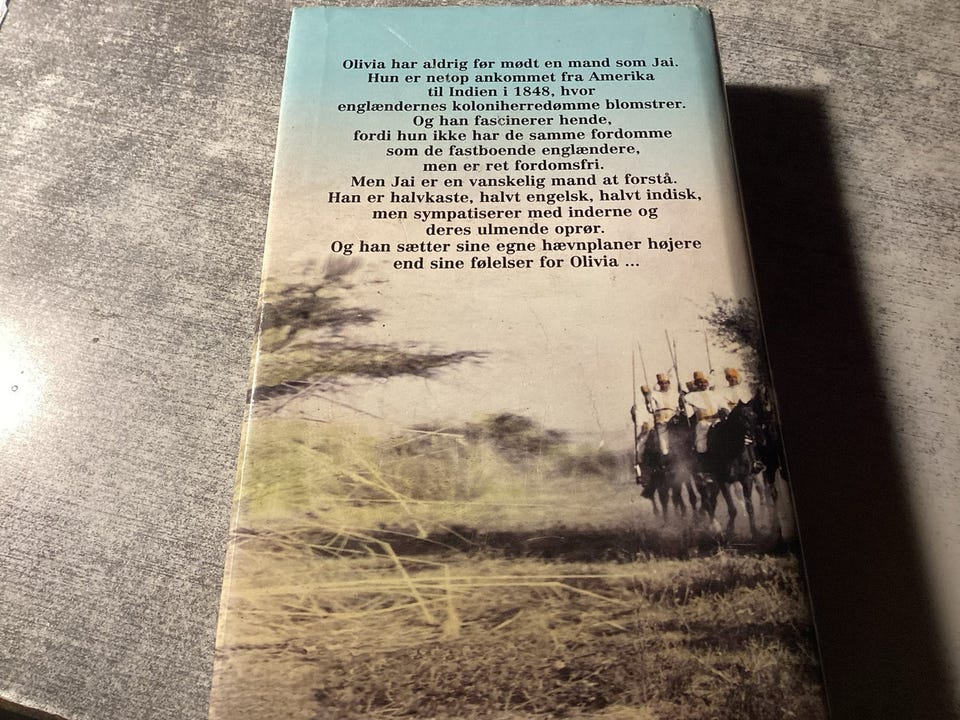 Olivia har aldrig før mødt en mand som Jai.
Hun er netop ankommet fra Amerika
til Indien i 1848, hvor
englændernes koloniherredømme blomstrer.
Og han fascinerer hende,
fordi hun ikke har de samme fordomme
som de fastboende englændere,
men er ret fordomsfri.
Men Jai er en vanskelig mand at forstå.
Han er halvkaste, halvt engelsk, halvt indisk,
men sympatiserer med inderne og
deres ulmende oprør.
Og han sætter sine egne hævnplaner højere
end sine følelser for Olivia ...